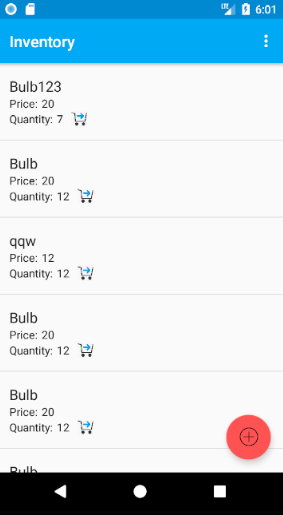 LTE 6:01
Inventory
Bulb123
Price: 20
Quantity: 7
Bulb
Price: 20
Quantity: 12
qqw
Price: 12
Quantity: 12
Bulb
Price: 20
Quantity: 12
Bulb
Price: 20
Quantity: 12
Bulb